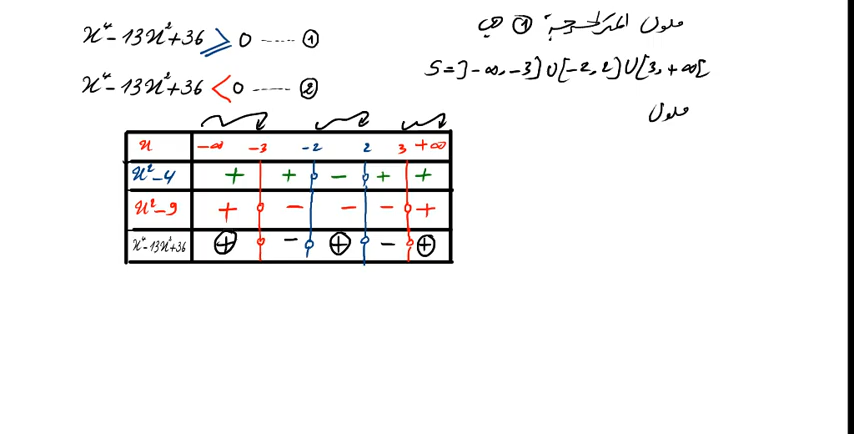 x⁴-13x²+36 ⩾ 0 ------ ①
x⁴-13x²+36 < 0 ------ ②
حلول المتراجحة ① هي
S=]-∞,-3]∪[-2,2]∪[3,+∞[
حلول
x -∞ -3 -2 2 3 +∞
x²-4 + + - + +
x²-9 + - - - +
x⁴-13x²+36 + - + - +